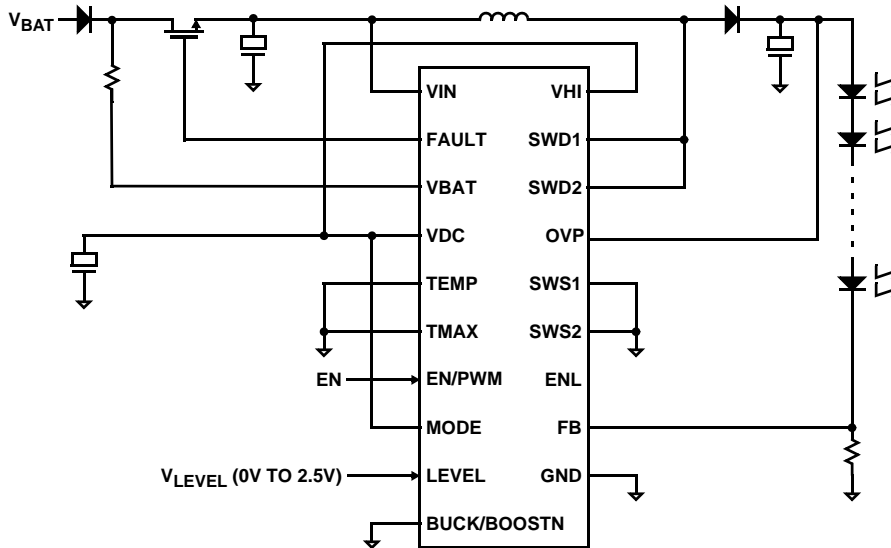 VBAT
VIN VHI
FAULT SWD1
VBAT SWD2
VDC OVP
TEMP SWS1
TMAX SWS2
EN EN/PWM ENL
MODE FB
VLEVEL (0V TO 2.5V) LEVEL GND
BUCK/BOOSTN